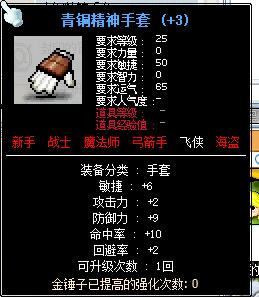 青铜精神手套 (+3)
要求等级： 25
要求力量： 0
要求敏捷： 50
要求智力： 0
要求运气： 65
要求人气度： -
道具等级： -
道具经验值： -
新手 战士 魔法师 弓箭手 飞侠 海盗
装备分类 : 手套
敏捷 : +6
攻击力 : +2
防御力 : +9
命中率 : +10
回避率 : +2
可升级次数 : 1回
金锤子已提高的强化次数: 0